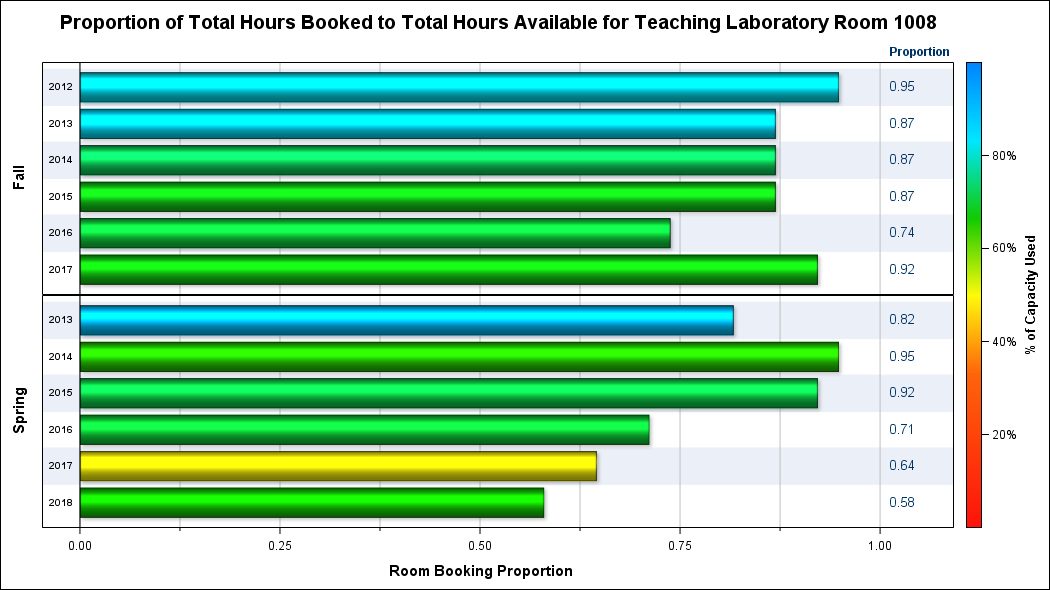 Proportion of Total Hours Booked to Total Hours Available for Teaching Laboratory Room 1008
Proportion
Fall
2012 0.95
2013 0.87
2014 0.87
2015 0.87
2016 0.74
2017 0.92
Spring
2013 0.82
2014 0.95
2015 0.92
2016 0.71
2017 0.64
2018 0.58
0.00 0.25 0.50 0.75 1.00
Room Booking Proportion
80%
60%
40%
20%
% of Capacity Used